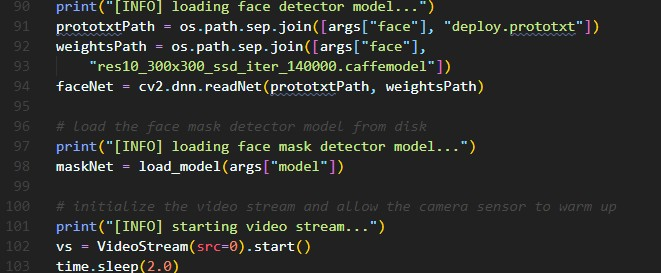 90 print("[INFO] loading face detector model...")
91 prototxtPath = os.path.sep.join([args["face"], "deploy.prototxt"])
92 weightsPath = os.path.sep.join([args["face"],
93     "res10_300x300_ssd_iter_140000.caffemodel"])
94 faceNet = cv2.dnn.readNet(prototxtPath, weightsPath)
95
96 # load the face mask detector model from disk
97 print("[INFO] loading face mask detector model...")
98 maskNet = load_model(args["model"])
99
100 # initialize the video stream and allow the camera sensor to warm up
101 print("[INFO] starting video stream...")
102 vs = VideoStream(src=0).start()
103 time.sleep(2.0)